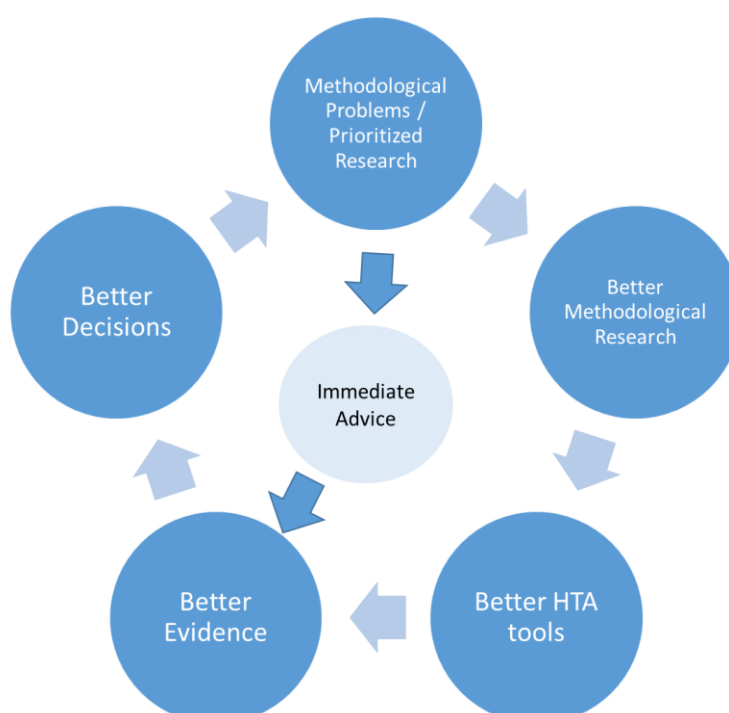 Methodological
Problems /
Prioritized
Research
Better
Methodological
Research
Better HTA
tools
Better
Evidence
Better
Decisions
Immediate
Advice